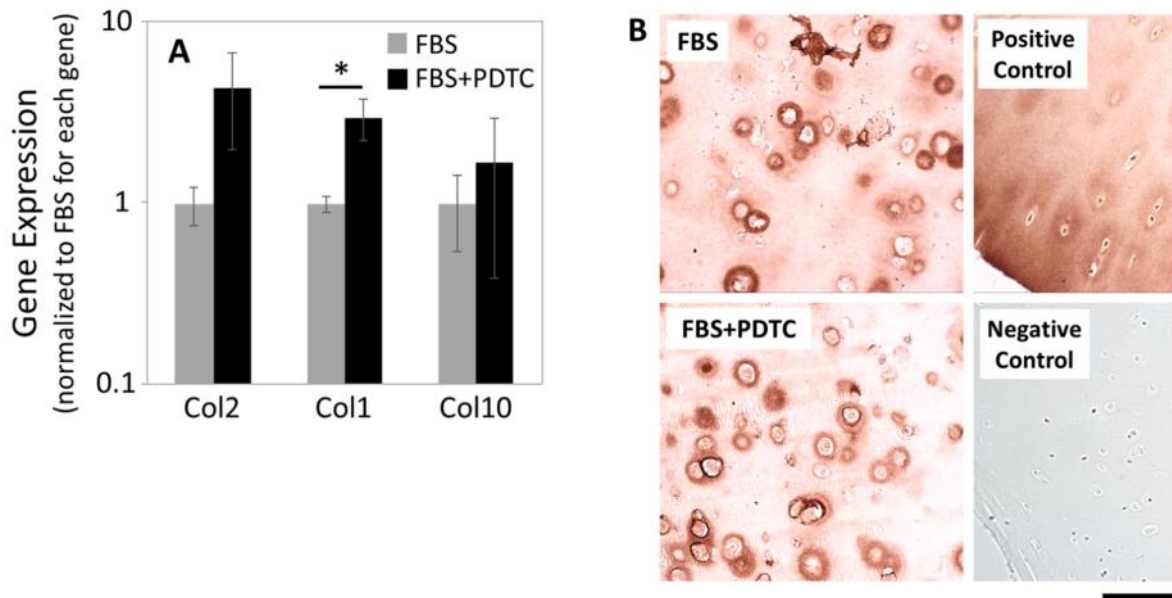 A
FBS
FBS+PDTC
*
10
1
0.1
Gene Expression
(normalized to FBS for each gene)
Col2 Col1 Col10
B
FBS
Positive
Control
FBS+PDTC
Negative
Control